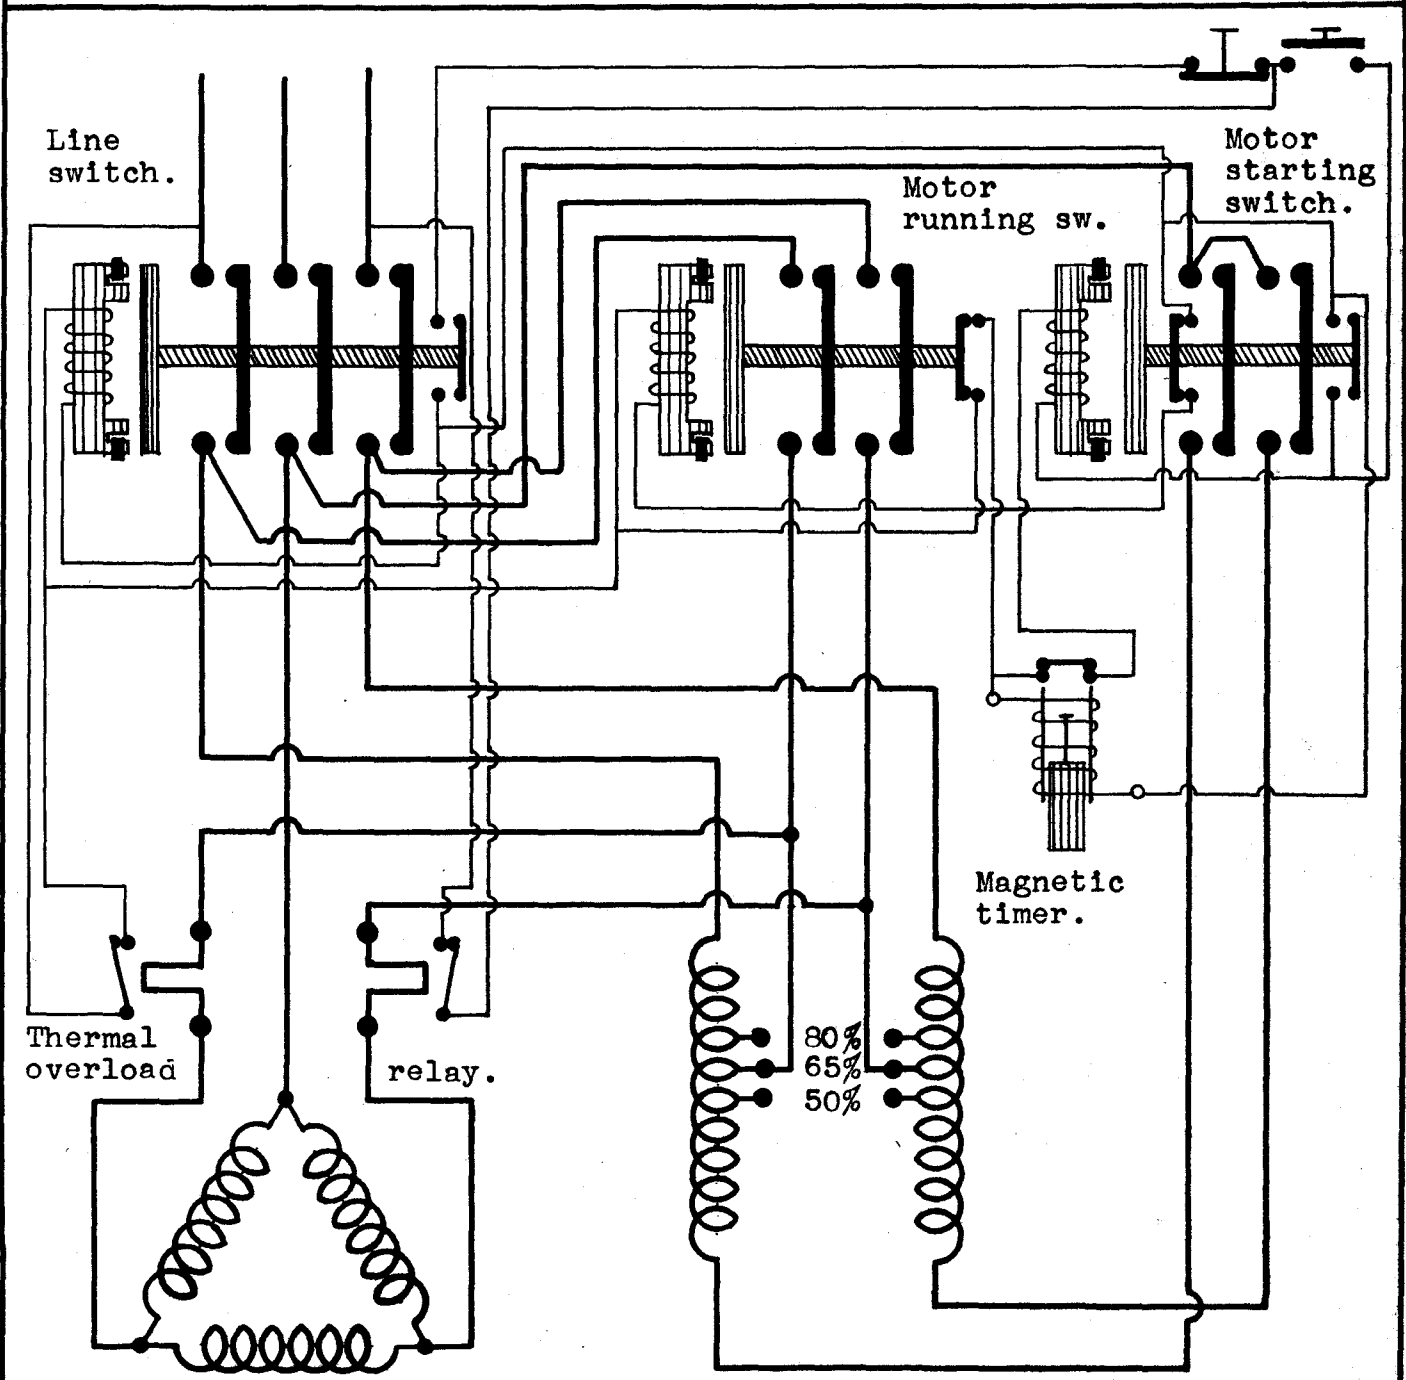 Line
switch.
Motor
running sw.
Motor
starting
switch.
Magnetic
timer.
Thermal
overload
relay.
80%
65%
50%